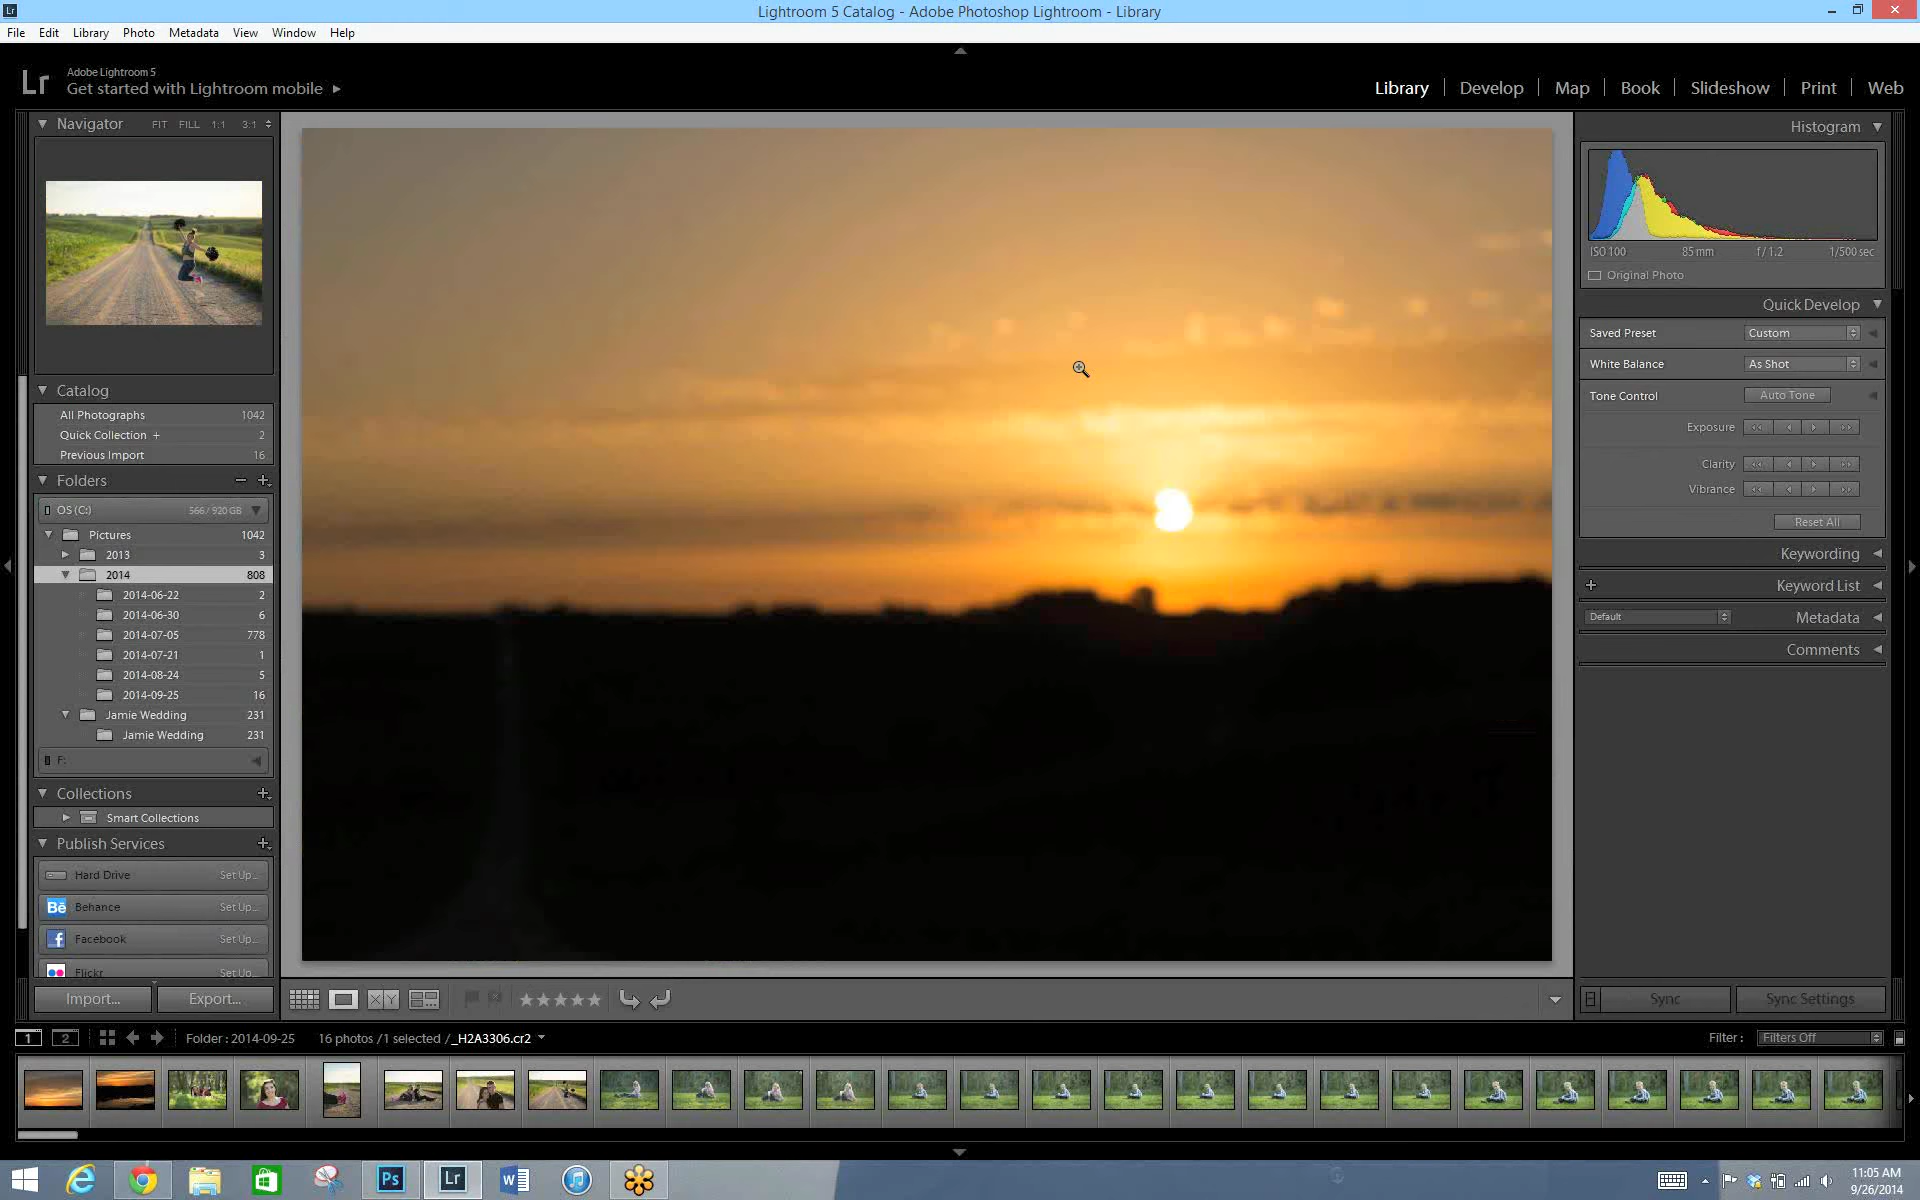 Lr
Lightroom 5 Catalog - Adobe Photoshop Lightroom - Library
File Edit Library Photo Metadata View Window Help
Lr
Adobe Lightroom 5
Get started with Lightroom mobile
Library Develop Map Book Slideshow Print Web
Navigator FIT FILL 1:1 3:1
Catalog
All Photographs 1042
Quick Collection + 2
Previous Import 16
Folders
OS (C:) 566 / 920 GB
Pictures 1042
2013 3
2014 808
2014-06-22 2
2014-06-30 6
2014-07-05 778
2014-07-21 1
2014-08-24 5
2014-09-25 16
Jamie Wedding 231
Jamie Wedding 231
F:
Collections
Smart Collections
Publish Services
Hard Drive Set Up...
Bē Behance Set Up...
f Facebook Set Up...
Flickr Set Up...
Import... Export...
Histogram
ISO 100 85 mm f / 1.2 1/500 sec
Original Photo
Quick Develop
Saved Preset Custom
White Balance As Shot
Tone Control Auto Tone
Exposure
Clarity
Vibrance
Reset All
Keywording
Keyword List
Default Metadata
Comments
X Y
Sync Sync Settings
1 2 Folder : 2014-09-25 16 photos / 1 selected / _H2A3306.cr2
Filter : Filters Off
Ps Lr W
11:05 AM
9/26/2014